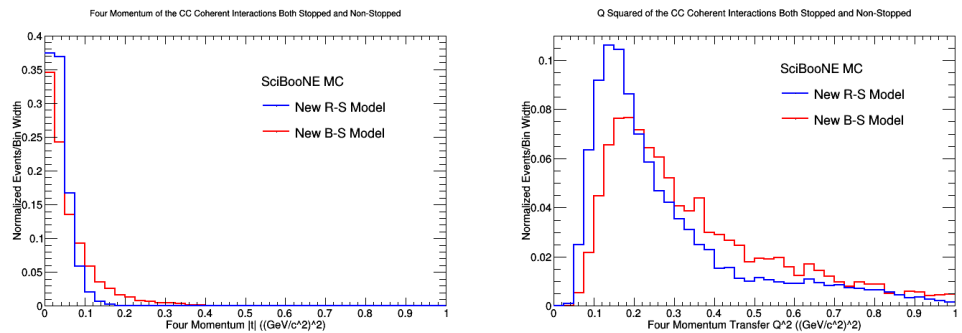 Four Momentum of the CC Coherent Interactions Both Stopped and Non-Stopped
Normalized Events/Bin Width
0.4
0.35
0.3
0.25
0.2
0.15
0.1
0.05
0
SciBooNE MC
New R-S Model
New B-S Model
0 0.1 0.2 0.3 0.4 0.5 0.6 0.7 0.8 0.9 1
Four Momentum |t| ((GeV/c^2)^2)
Q Squared of the CC Coherent Interactions Both Stopped and Non-Stopped
Normalized Events/Bin Width
0.1
0.08
0.06
0.04
0.02
0
SciBooNE MC
New R-S Model
New B-S Model
0 0.1 0.2 0.3 0.4 0.5 0.6 0.7 0.8 0.9 1
Four Momentum Transfer Q^2 ((GeV/c^2)^2)